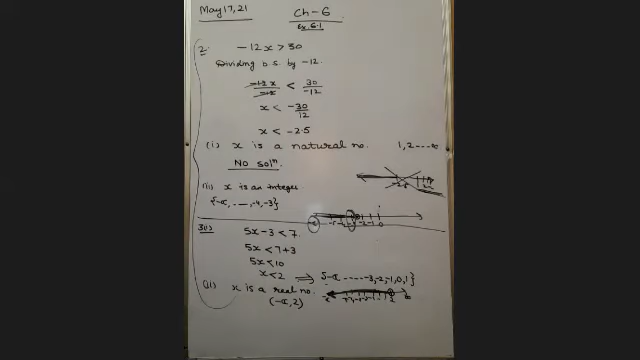 May 17, 21
Ch-6
Ex 6.1
2.
-12x > 30
Dividing b.s. by -12.
-12x/-12 < 30/-12
x < -30/12
x < -2.5
(i) x is a natural no. 1, 2 ---- ∞
No solⁿ
(ii) x is an integer
{-∞, ---, -4, -3}
3(i) 5x - 3 < 7
5x < 7+3
5x < 10
x < 2 ⟹ {-∞ ----- -3, -2, -1, 0, 1}
(ii) x is a real no.
(-∞, 2)